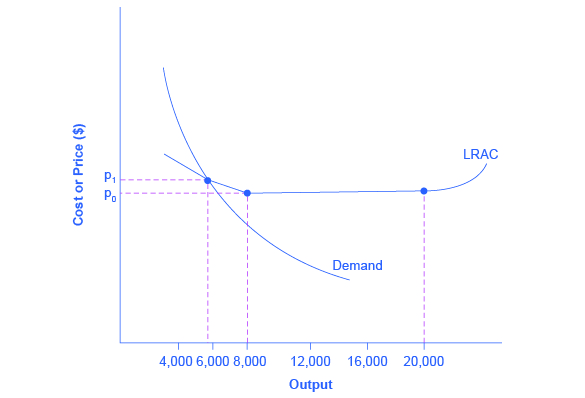 Cost or Price ($)
p1
p0
LRAC
Demand
4,000 6,000 8,000 12,000 16,000 20,000
Output